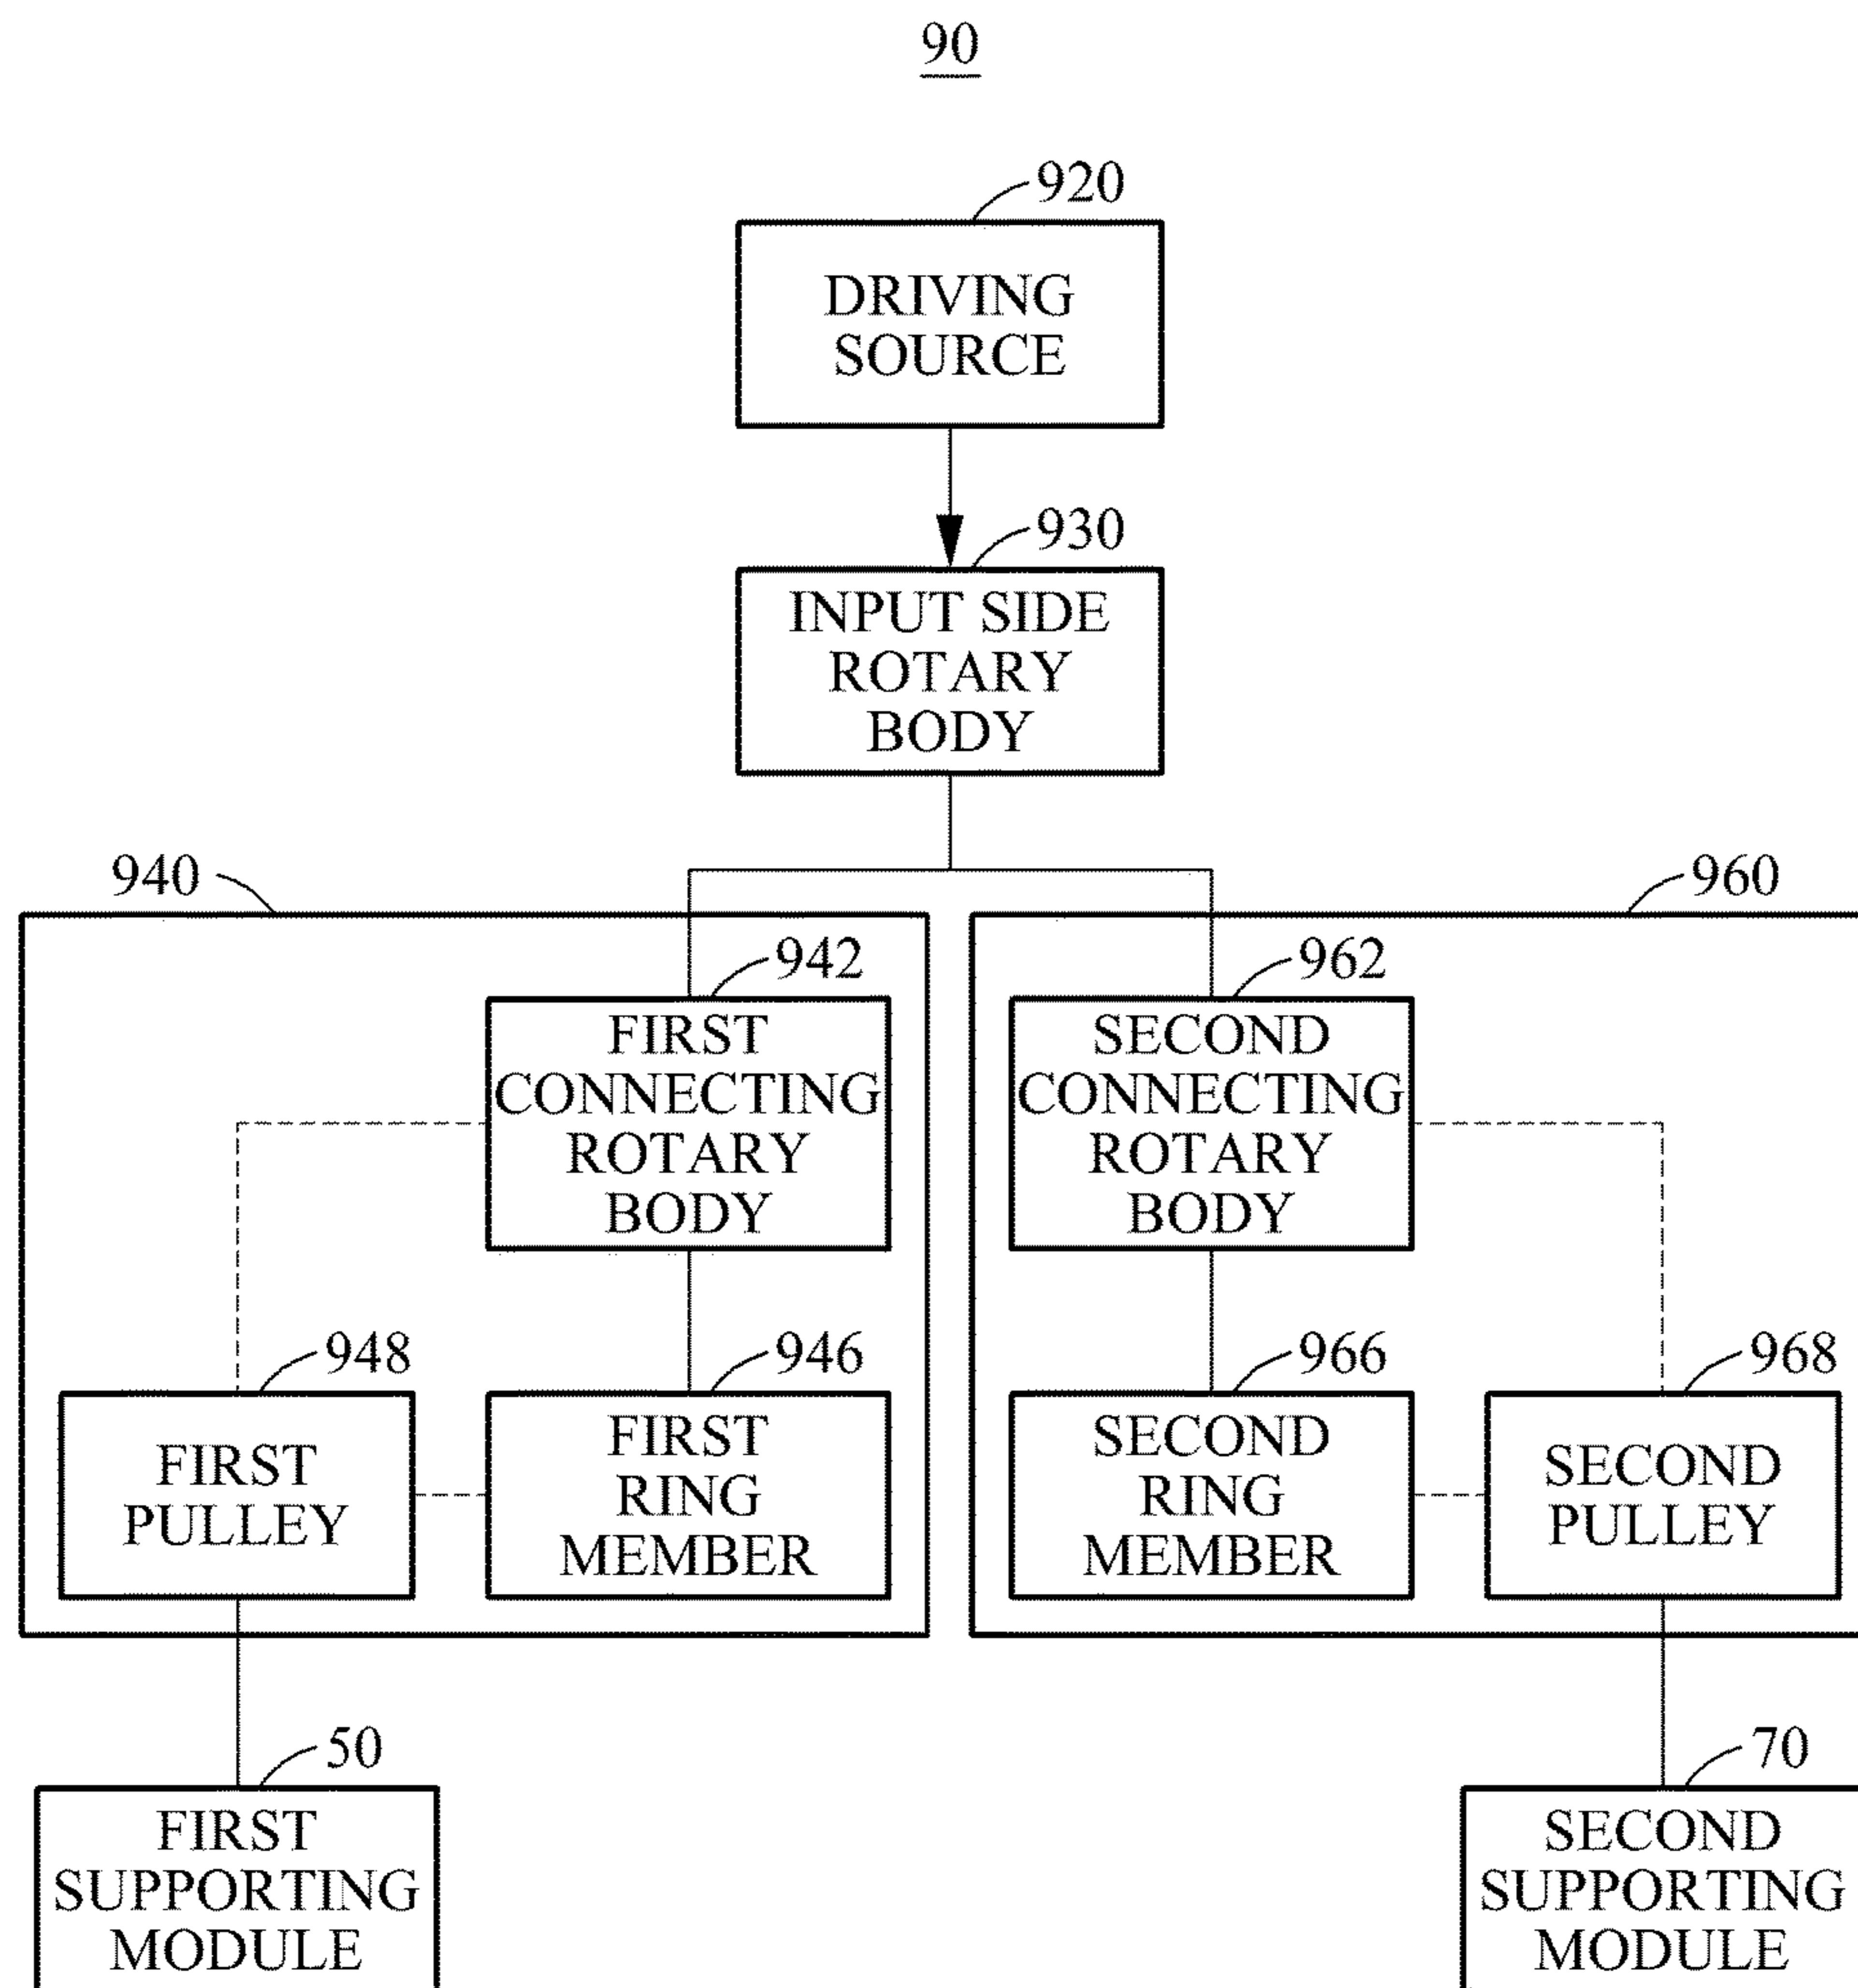 90
920
DRIVING
SOURCE
930
INPUT SIDE
ROTARY
BODY
940
960
942
FIRST
CONNECTING
ROTARY
BODY
962
SECOND
CONNECTING
ROTARY
BODY
948
FIRST
PULLEY
946
FIRST
RING
MEMBER
966
SECOND
RING
MEMBER
968
SECOND
PULLEY
50
FIRST
SUPPORTING
MODULE
70
SECOND
SUPPORTING
MODULE